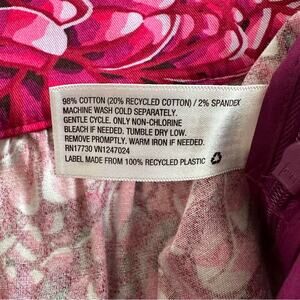 98% COTTON (20% RECYCLED COTTON) / 2% SPANDEX
MACHINE WASH COLD SEPARATELY.
GENTLE CYCLE. ONLY NON-CHLORINE
BLEACH IF NEEDED. TUMBLE DRY LOW.
REMOVE PROMPTLY. WARM IRON IF NEEDED.
RN17730 VN1247024
LABEL MADE FROM 100% RECYCLED PLASTIC